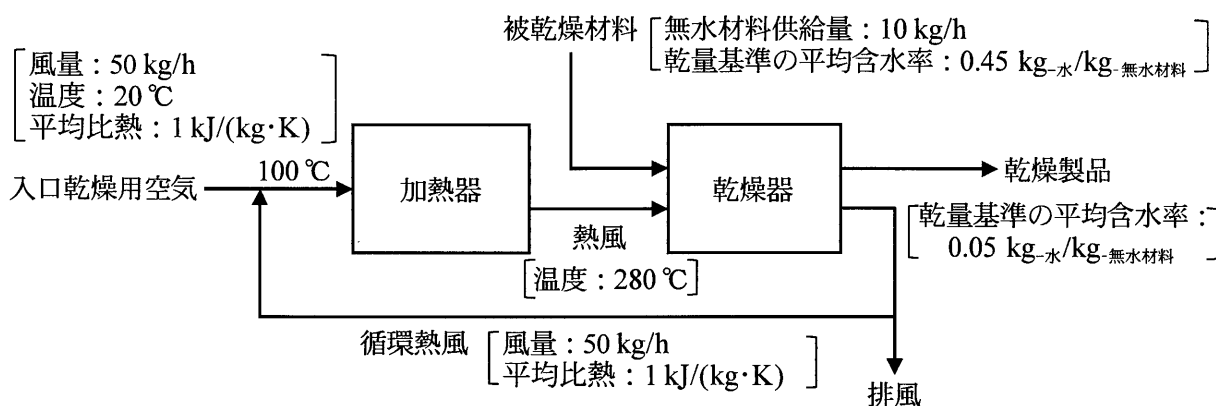 被乾燥材料
無水材料供給量：10 kg/h
乾量基準の平均含水率：0.45 kg-水/kg-無水材料
風量：50 kg/h
温度：20 ℃
平均比熱：1 kJ/(kg·K)
入口乾燥用空気
100 ℃
加熱器
乾燥器
乾燥製品
熱風
温度：280 ℃
乾量基準の平均含水率：
0.05 kg-水/kg-無水材料
循環熱風
風量：50 kg/h
平均比熱：1 kJ/(kg·K)
排風